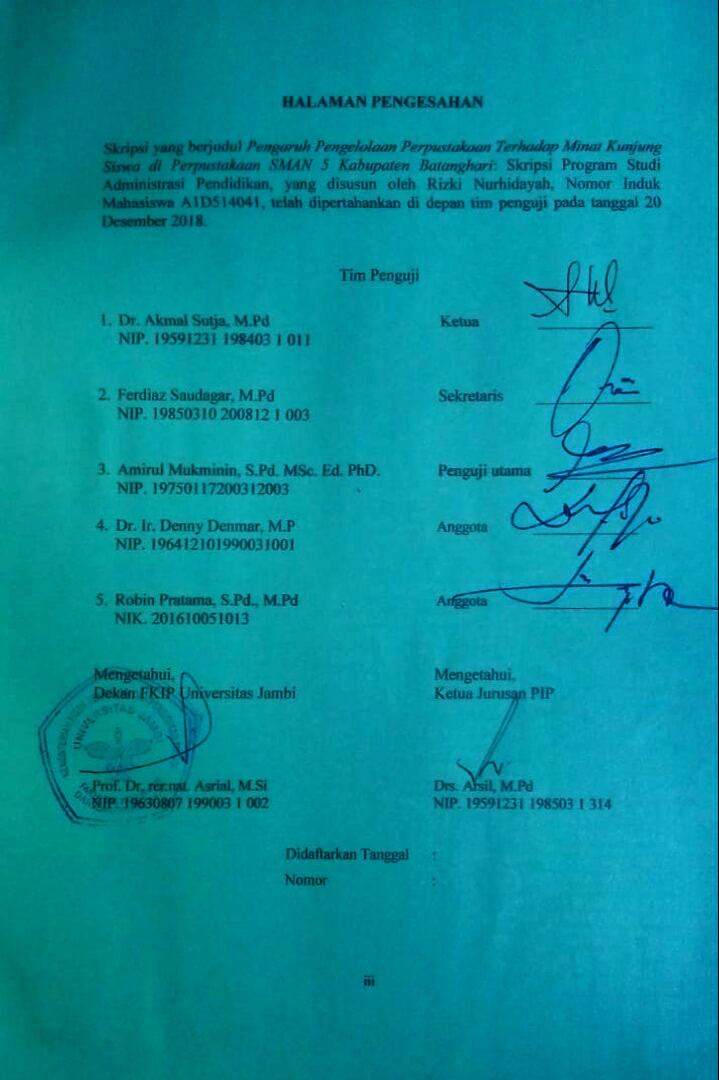 HALAMAN PENGESAHAN
Skripsi yang berjudul Pengaruh Pengelolaan Perpustakaan Terhadap Minat Kunjung
Siswa di Perpustakaan SMAN 5 Kabupaten Batanghari: Skripsi Program Studi
Administrasi Pendidikan, yang disusun oleh Rizki Nurhidayah, Nomor Induk
Mahasiswa A1D514041, telah dipertahankan di depan tim penguji pada tanggal 20
Desember 2018.
Tim Penguji
1. Dr. Akmal Sutja, M.Pd Ketua
NIP. 19591231 198403 1 011
2. Ferdiaz Saudagar, M.Pd Sekretaris
NIP. 19850310 200812 1 003
3. Amirul Mukminin, S.Pd. MSc. Ed. PhD. Penguji utama
NIP. 19750117200312003
4. Dr. Ir. Denny Denmar, M.P Anggota
NIP. 196412101990031001
5. Robin Pratama, S.Pd., M.Pd Anggota
NIK. 201610051013
Mengetahui, Mengetahui,
Dekan FKIP Universitas Jambi Ketua Jurusan PIP
UNIVERSITAS JAMBI
Prof. Dr. rer.nat. Asrial, M.Si Drs. Arsil, M.Pd
NIP. 19630807 199003 1 002 NIP. 19591231 198503 1 314
Didaftarkan Tanggal :
Nomor :
iii